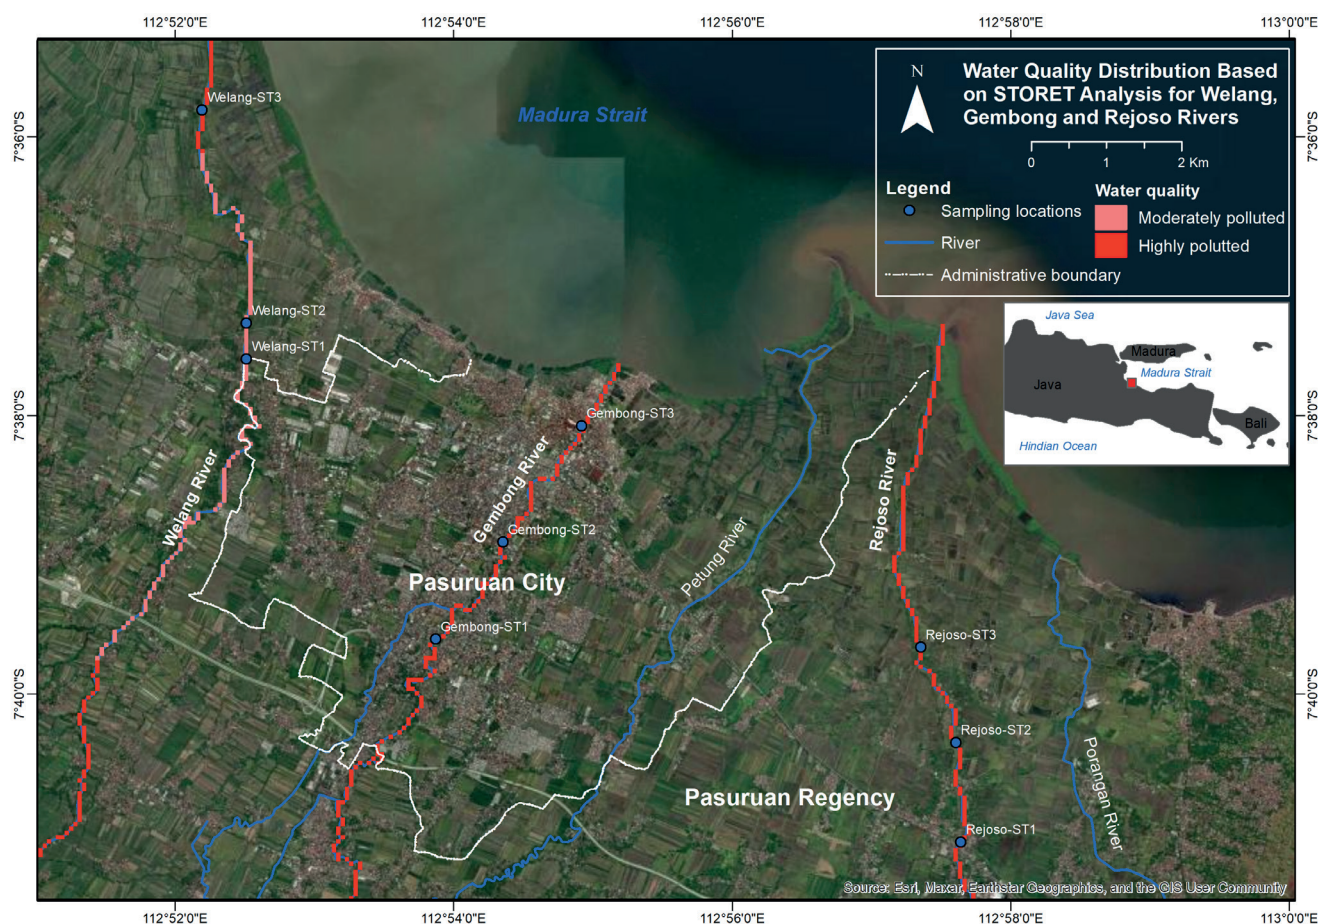 112°52'0"E
112°54'0"E
112°56'0"E
112°58'0"E
113°0'0"E
Water Quality Distribution Based
on STORET Analysis for Welang,
Gembong and Rejoso Rivers
N
0 1 2 Km
Legend
Sampling locations
River
Administrative boundary
Water quality
Moderately polluted
Highly polutted
Java Sea
Madura
Madura Strait
Java
Bali
Hindian Ocean
Madura Strait
Welang-ST3
Welang-ST2
Welang-ST1
Welang River
Gembong-ST3
Gembong River
Gembong-ST2
Pasuruan City
Gembong-ST1
Petung River
Rejoso River
Rejoso-ST3
Rejoso-ST2
Rejoso-ST1
Pasuruan Regency
Porangan River
7°36'0"S
7°38'0"S
7°40'0"S
7°36'0"S
7°38'0"S
7°40'0"S
Source: Esri, Maxar, Earthstar Geographics, and the GIS User Community
112°52'0"E
112°54'0"E
112°56'0"E
112°58'0"E
113°0'0"E